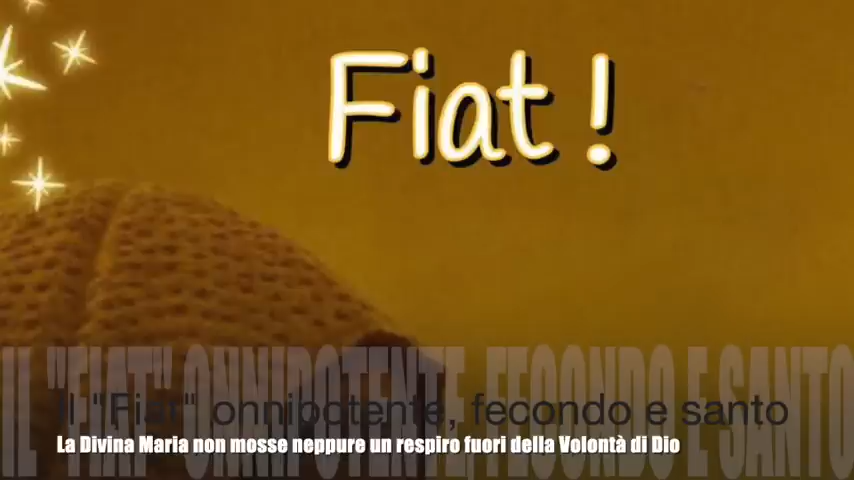 Fiat!
IL "FIAT" ONNIPOTENTE, FECONDO E SANTO
Il "Fiat" onnipotente, fecondo e santo
La Divina Maria non mosse neppure un respiro fuori della Volontà di Dio